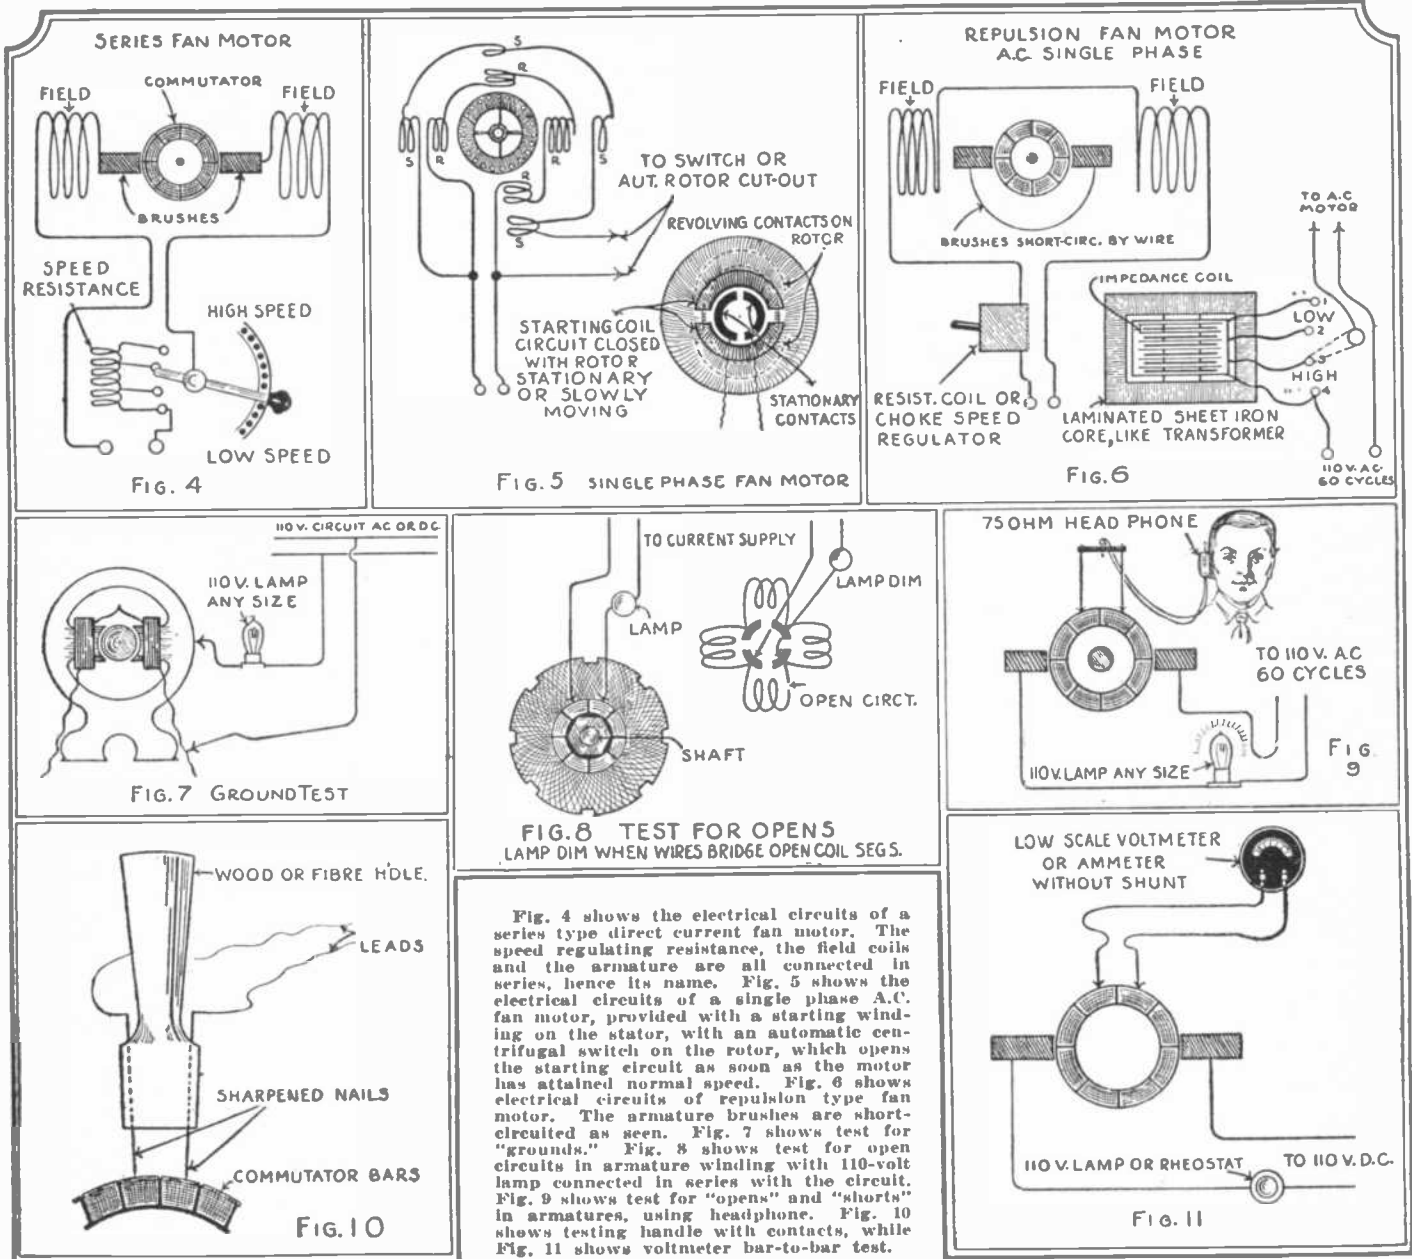 SERIES FAN MOTOR
COMMUTATOR
FIELD
FIELD
BRUSHES
SPEED
RESISTANCE
HIGH SPEED
LOW SPEED
FIG. 4
S
R
S
R
R
S
R
S
TO SWITCH OR
AUT. ROTOR CUT-OUT
REVOLVING CONTACTS ON
ROTOR
STARTING COIL
CIRCUIT CLOSED
WITH ROTOR
STATIONARY
OR SLOWLY
MOVING
STATIONARY
CONTACTS
FIG. 5 SINGLE PHASE FAN MOTOR
REPULSION FAN MOTOR
A.C. SINGLE PHASE
FIELD
FIELD
BRUSHES SHORT-CIRC. BY WIRE
TO A.C
MOTOR
IMPEDANCE COIL
1
LOW
2
3
HIGH
4
RESIST. COIL OR
CHOKE SPEED
REGULATOR
LAMINATED SHEET IRON
CORE, LIKE TRANSFORMER
110 V. A.C.
60 CYCLES
FIG. 6
110 V. CIRCUIT AC OR D.C.
110 V. LAMP
ANY SIZE
FIG. 7 GROUND TEST
TO CURRENT SUPPLY
LAMP DIM
LAMP
OPEN CIRCT.
SHAFT
FIG. 8 TEST FOR OPENS
LAMP DIM WHEN WIRES BRIDGE OPEN COIL SEGS.
75 OHM HEAD PHONE
TO 110 V. A.C
60 CYCLES
110 V. LAMP ANY SIZE
FIG.
9
WOOD OR FIBRE H'DLE.
LEADS
SHARPENED NAILS
COMMUTATOR BARS
FIG. 10
Fig. 4 shows the electrical circuits of a
series type direct current fan motor. The
speed regulating resistance, the field coils
and the armature are all connected in
series, hence its name. Fig. 5 shows the
electrical circuits of a single phase A.C.
fan motor, provided with a starting wind-
ing on the stator, with an automatic cen-
trifugal switch on the rotor, which opens
the starting circuit as soon as the motor
has attained normal speed. Fig. 6 shows
electrical circuits of repulsion type fan
motor. The armature brushes are short-
circuited as seen. Fig. 7 shows test for
"grounds." Fig. 8 shows test for open
circuits in armature winding with 110-volt
lamp connected in series with the circuit.
Fig. 9 shows test for "opens" and "shorts"
in armatures, using headphone. Fig. 10
shows testing handle with contacts, while
Fig. 11 shows voltmeter bar-to-bar test.
LOW SCALE VOLTMETER
OR AMMETER
WITHOUT SHUNT
110 V. LAMP OR RHEOSTAT
TO 110 V. D.C.
FIG. 11